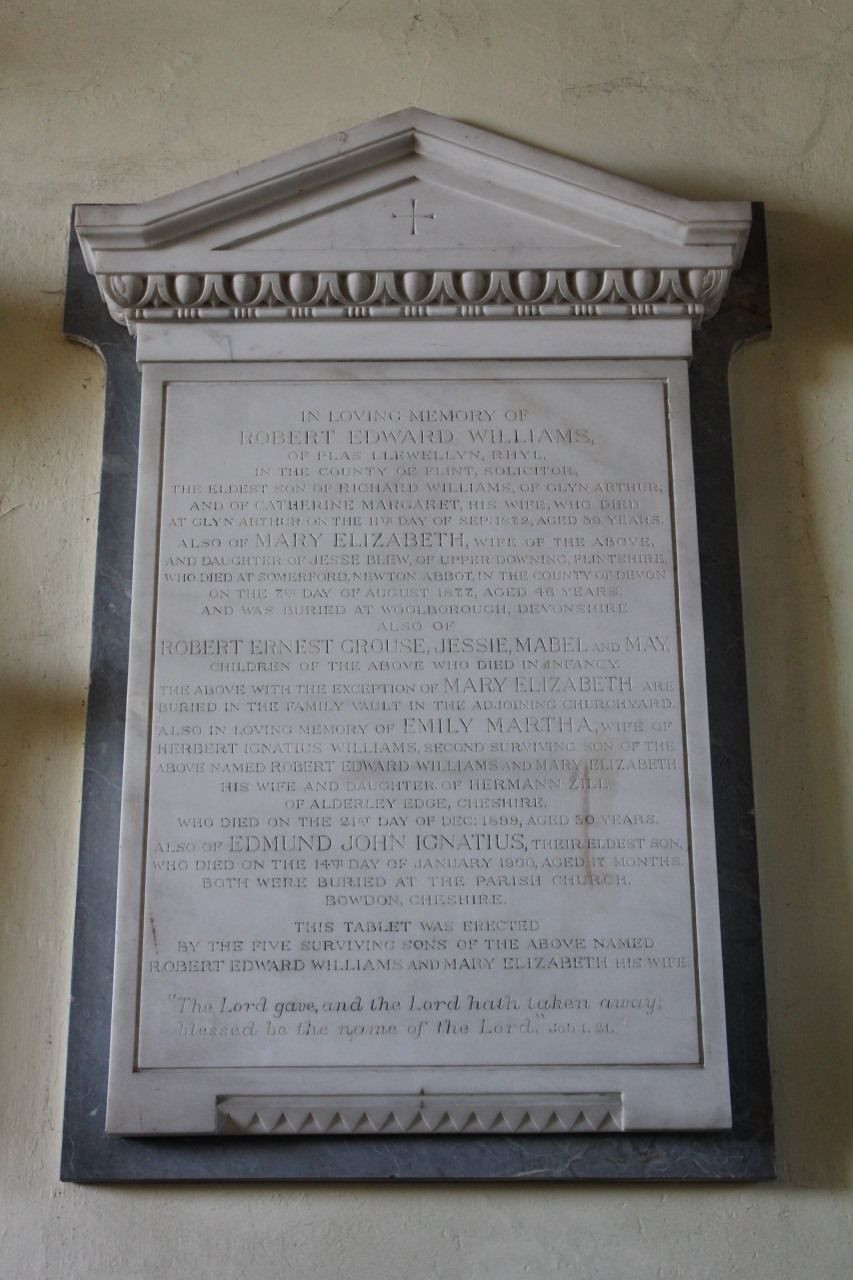 IN LOVING MEMORY OF
ROBERT EDWARD WILLIAMS,
OF PLAS LLEWELLYN, RHYL,
IN THE COUNTY OF FLINT, SOLICITOR,
THE ELDEST SON OF RICHARD WILLIAMS, OF GLYN ARTHUR,
AND OF CATHERINE MARGARET, HIS WIFE, WHO DIED
AT GLYN ARTHUR ON THE 11TH DAY OF SEP: 1872, AGED YEARS.
ALSO OF MARY ELIZABETH, WIFE OF THE ABOVE,
AND DAUGHTER OF JESSE BLEW, OF UPPER DOWNING, FLINTSHIRE,
WHO DIED AT SOMERFORD, NEWTON ABBOT, IN THE COUNTY OF DEVON
ON THE 7TH DAY OF AUGUST 1877, AGED 46 YEARS.
AND WAS BURIED AT WOOLBOROUGH, DEVONSHIRE.
ALSO OF
ROBERT ERNEST GROUSE, JESSIE, MABEL AND MAY,
CHILDREN OF THE ABOVE WHO DIED IN INFANCY.
THE ABOVE WITH THE EXCEPTION OF MARY ELIZABETH ARE
BURIED IN THE FAMILY VAULT IN THE ADJOINING CHURCHYARD.
ALSO IN LOVING MEMORY OF EMILY MARTHA, WIFE OF
HERBERT IGNATIUS WILLIAMS, SECOND SURVIVING SON OF THE
ABOVE NAMED ROBERT EDWARD WILLIAMS AND MARY ELIZABETH
HIS WIFE AND DAUGHTER OF HERMANN ZILL,
OF ALDERLEY EDGE, CHESHIRE,
WHO DIED ON THE 21ST DAY OF DEC: 1899, AGED 30 YEARS.
ALSO OF EDMUND JOHN IGNATIUS, THEIR ELDEST SON,
WHO DIED ON THE 14TH DAY OF JANUARY 1900, AGED 17 MONTHS.
BOTH WERE BURIED AT THE PARISH CHURCH,
BOWDON, CHESHIRE.
THIS TABLET WAS ERECTED
BY THE FIVE SURVIVING SONS OF THE ABOVE NAMED
ROBERT EDWARD WILLIAMS AND MARY ELIZABETH HIS WIFE.
"The Lord gave, and the Lord hath taken away;
blessed be the name of the Lord." Job 1. 21.